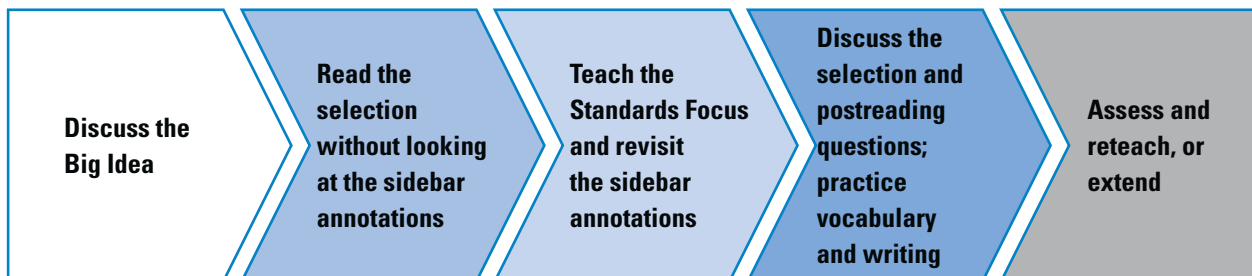 Discuss the
Big Idea
Read the
selection
without looking
at the sidebar
annotations
Teach the
Standards Focus
and revisit
the sidebar
annotations
Discuss the
selection and
postreading
questions;
practice
vocabulary
and writing
Assess and
reteach, or
extend